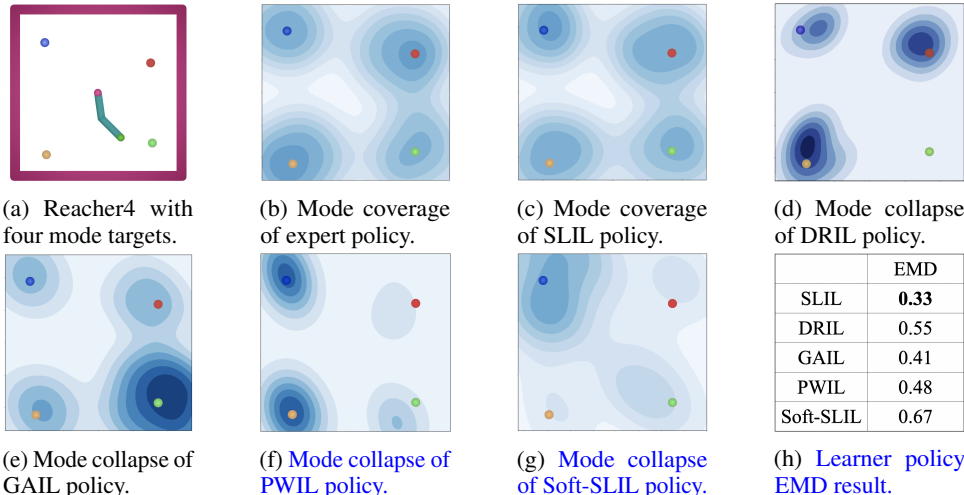 (a) Reacher4 with
four mode targets.
(b) Mode coverage
of expert policy.
(c) Mode coverage
of SLIL policy.
(d) Mode collapse
of DRIL policy.
EMD
SLIL 0.33
DRIL 0.55
GAIL 0.41
PWIL 0.48
Soft-SLIL 0.67
(e) Mode collapse of
GAIL policy.
(f) Mode collapse of
PWIL policy.
(g) Mode collapse
of Soft-SLIL policy.
(h) Learner policy
EMD result.